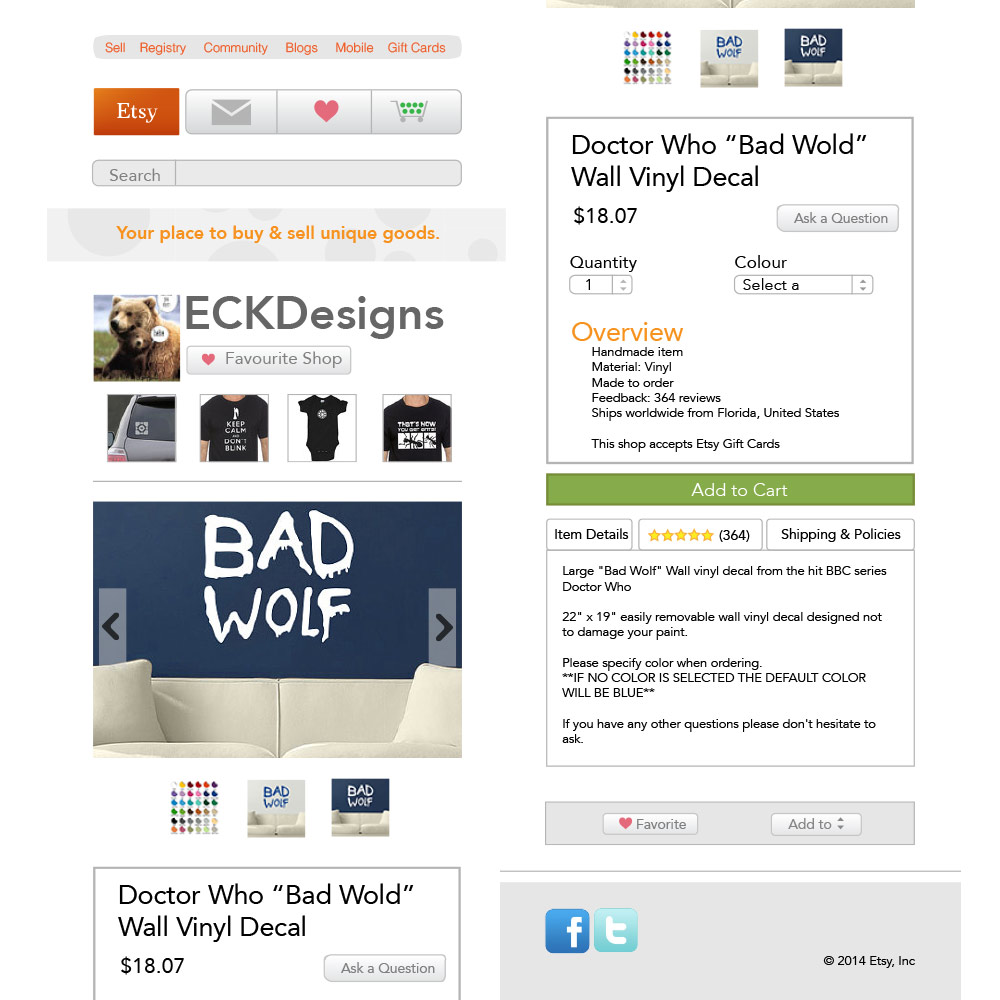 Sell Registry Community Blogs Mobile Gift Cards
Etsy
Search
Your place to buy & sell unique goods.
ECKDesigns
Favourite Shop
KEEP
CALM
AND
DON'T
BLINK
THAT'S HOW
YOU GET ANTS!
BAD
WOLF
BAD
WOLF
BAD
WOLF
Doctor Who “Bad Wold”
Wall Vinyl Decal
$18.07
Ask a Question
BAD
WOLF
BAD
WOLF
Doctor Who “Bad Wold”
Wall Vinyl Decal
$18.07
Ask a Question
Quantity
Colour
1
Select a
Overview
Handmade item
Material: Vinyl
Made to order
Feedback: 364 reviews
Ships worldwide from Florida, United States
This shop accepts Etsy Gift Cards
Add to Cart
Item Details
(364)
Shipping & Policies
Large "Bad Wolf" Wall vinyl decal from the hit BBC series
Doctor Who
22" x 19" easily removable wall vinyl decal designed not
to damage your paint.
Please specify color when ordering.
**IF NO COLOR IS SELECTED THE DEFAULT COLOR
WILL BE BLUE**
If you have any other questions please don't hesitate to
ask.
Favorite
Add to
f
t
© 2014 Etsy, Inc